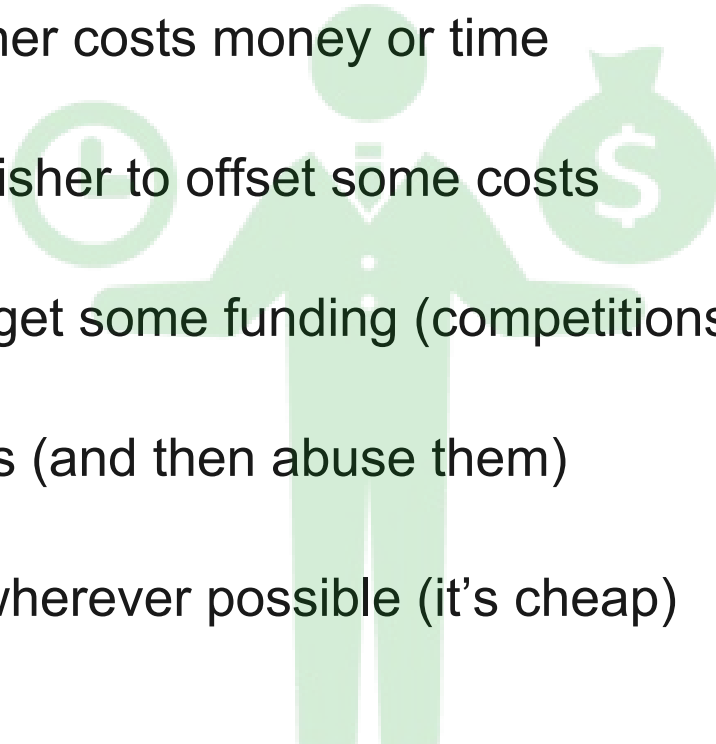 her costs money or time
isher to offset some costs
get some funding (competitions
s (and then abuse them)
wherever possible (it’s cheap)
$